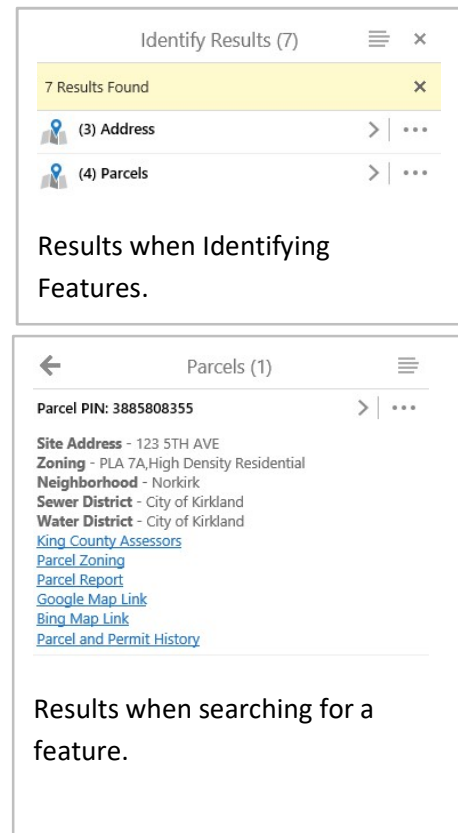 Identify Results (7)
7 Results Found
(3) Address
(4) Parcels
Results when Identifying
Features.
Parcels (1)
Parcel PIN: 3885808355
Site Address - 123 5TH AVE
Zoning - PLA 7A,High Density Residential
Neighborhood - Norkirk
Sewer District - City of Kirkland
Water District - City of Kirkland
King County Assessors
Parcel Zoning
Parcel Report
Google Map Link
Bing Map Link
Parcel and Permit History
Results when searching for a
feature.